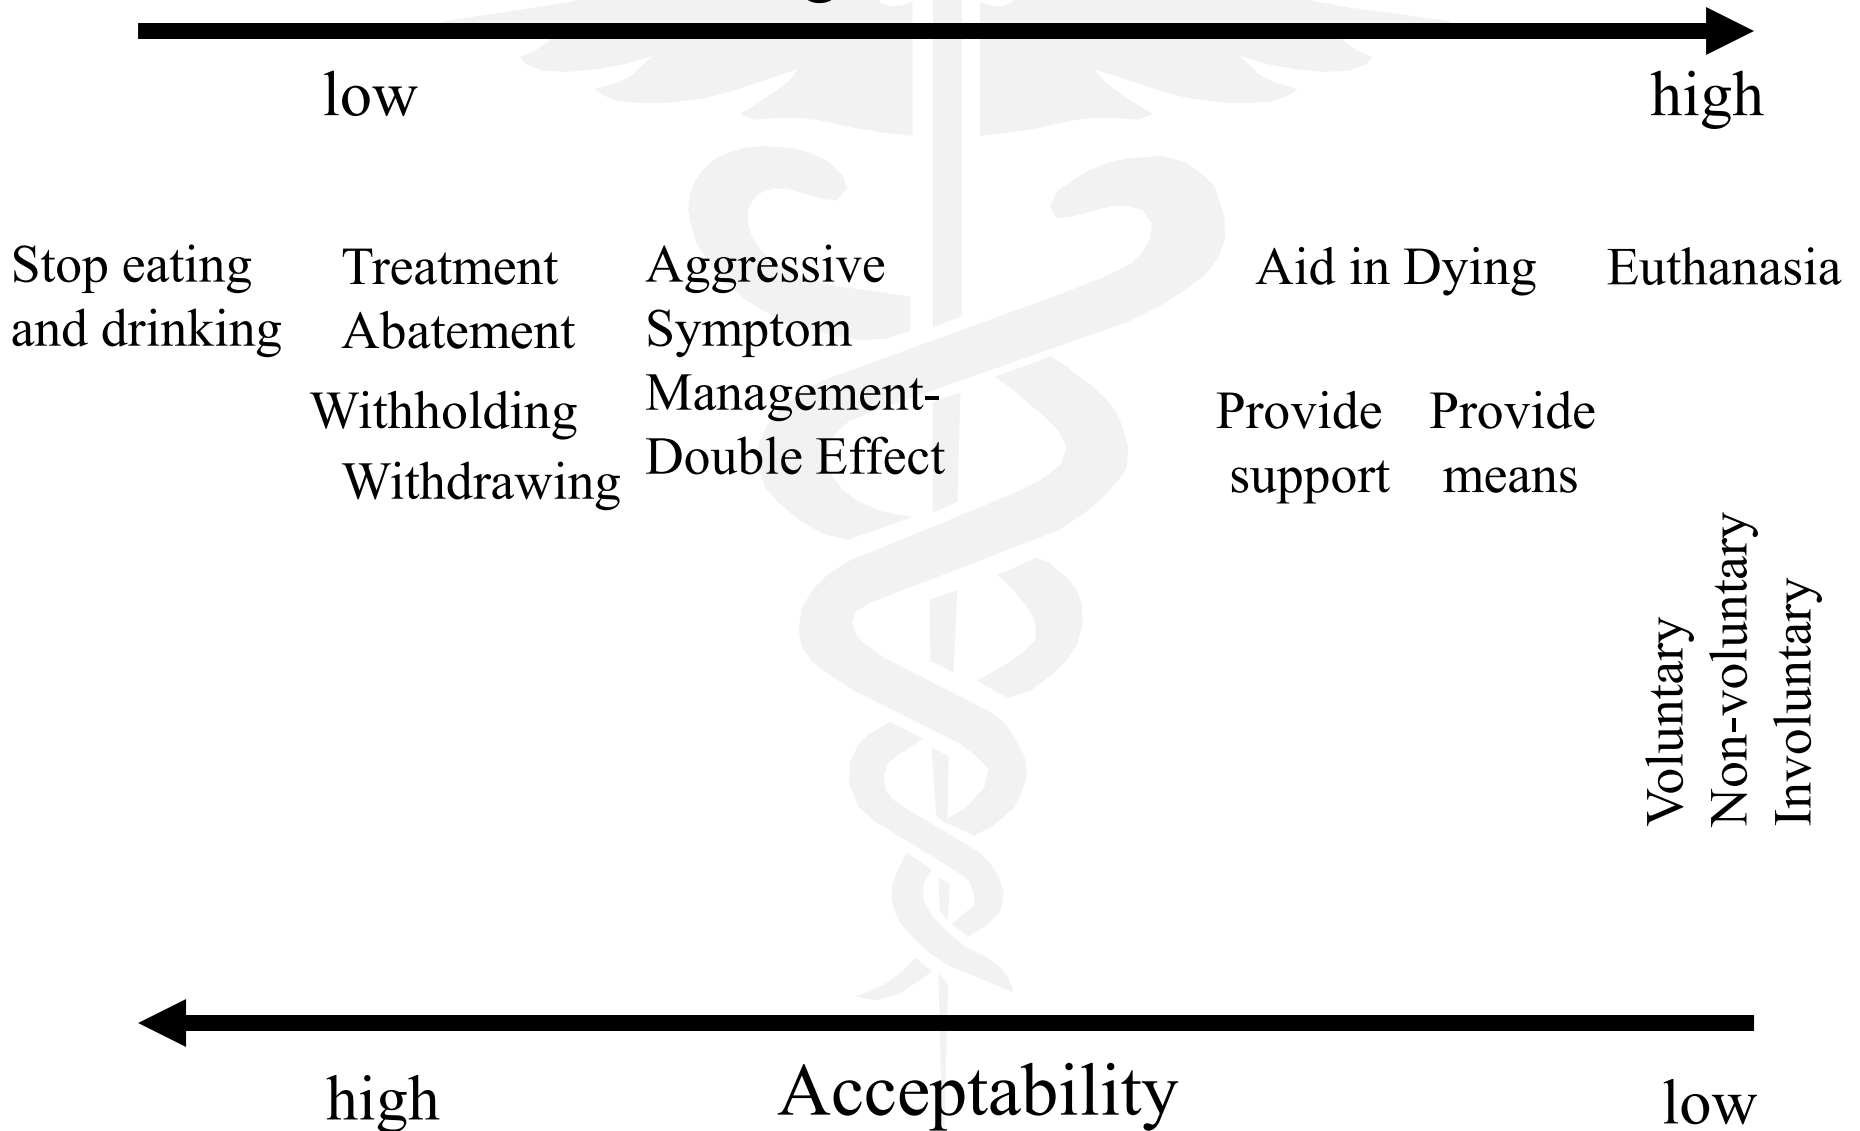 low
high
Stop eating
and drinking
Treatment
Abatement
Withholding
Withdrawing
Aggressive
Symptom
Management-
Double Effect
Aid in Dying
Provide
support
Provide
means
Euthanasia
Voluntary
Non-voluntary
Involuntary
high
Acceptability
low